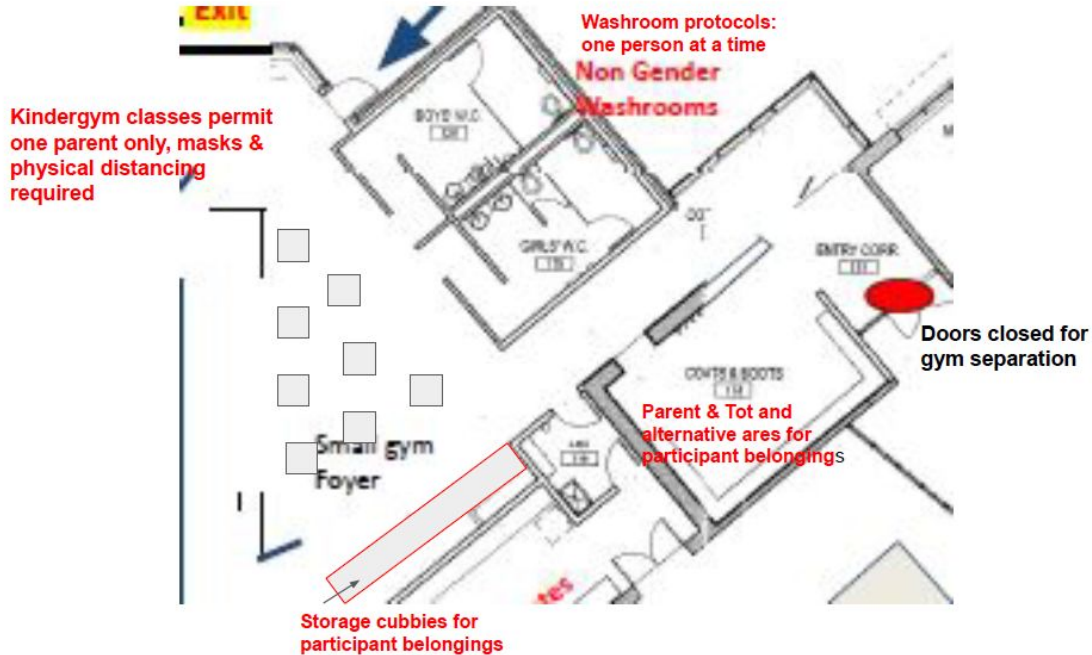 Exit
Washroom protocols:
one person at a time
Non Gender
Washrooms
Kindergym classes permit
one parent only, masks &
physical distancing
required
BOYS' W.C.
GIRLS' W.C.
ENTRY CORR.
Doors closed for
gym separation
COATS & BOOTS
Parent & Tot and
alternative ares for
participant belongings
Small gym
Foyer
tes
Storage cubbies for
participant belongings